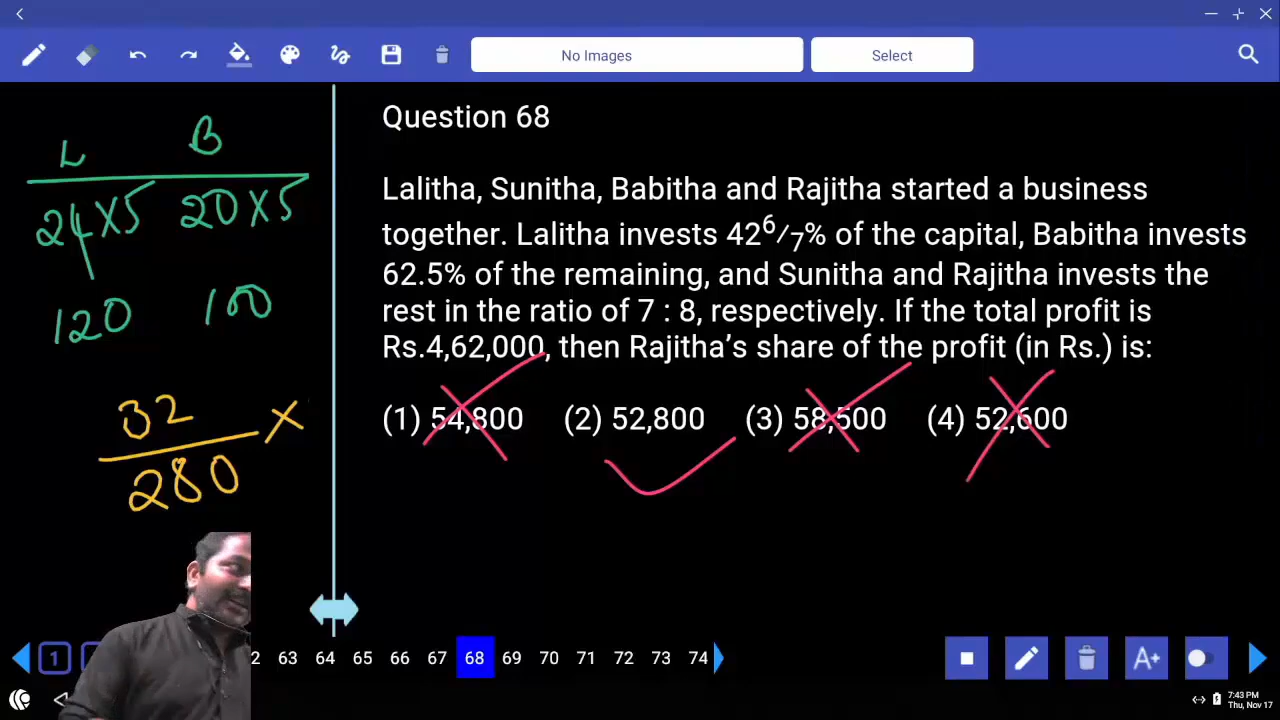 No Images
Select
Question 68
Lalitha, Sunitha, Babitha and Rajitha started a business
together. Lalitha invests 42⁶/₇% of the capital, Babitha invests
62.5% of the remaining, and Sunitha and Rajitha invests the
rest in the ratio of 7 : 8, respectively. If the total profit is
Rs.4,62,000, then Rajitha’s share of the profit (in Rs.) is:
(1) 54,800 (2) 52,800 (3) 58,500 (4) 52,600
L B
24×5 20×5
120 100
32
280
×
1
2 63 64 65 66 67 68 69 70 71 72 73 74
A+
7:43 PM
Thu, Nov 17